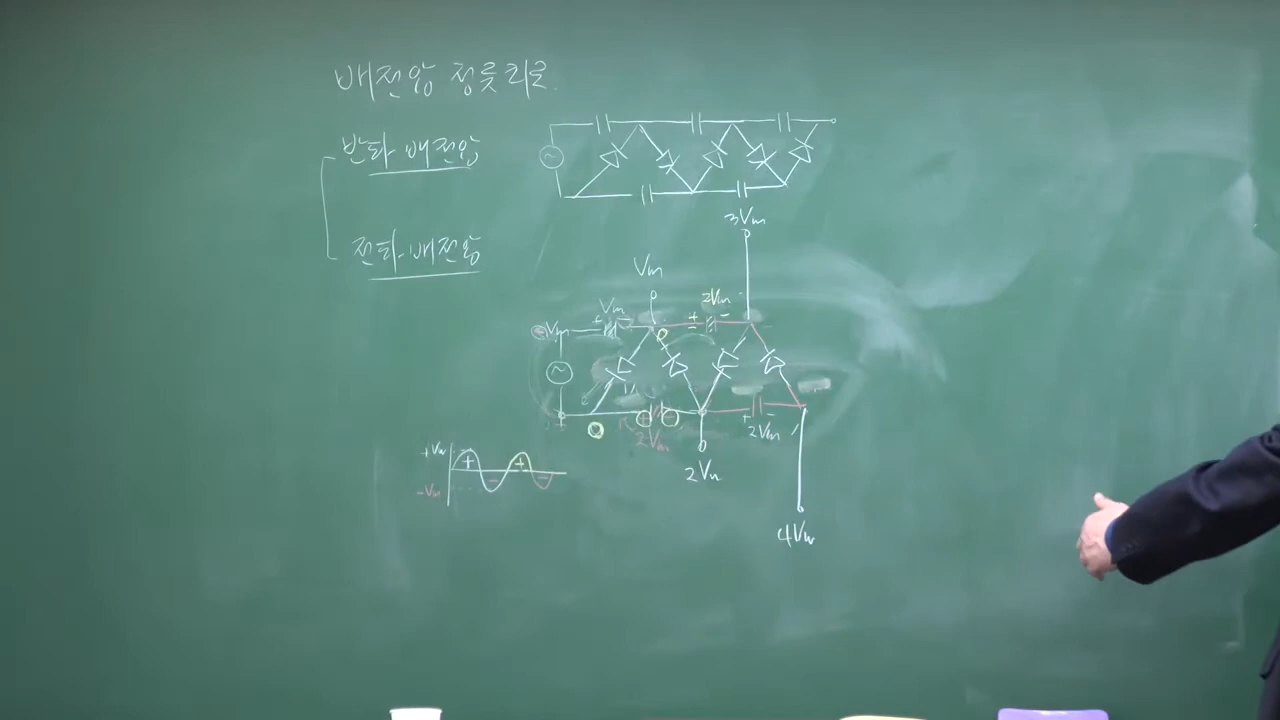 배전압 정류회로.
반파 배전압
전파-배전압
3Vm
Vm
Vm
2Vm
+ -
+ -
Vm
~
+ -
2Vm
2Vm
2Vm
+Vm
-Vm
+ - + -
4Vm